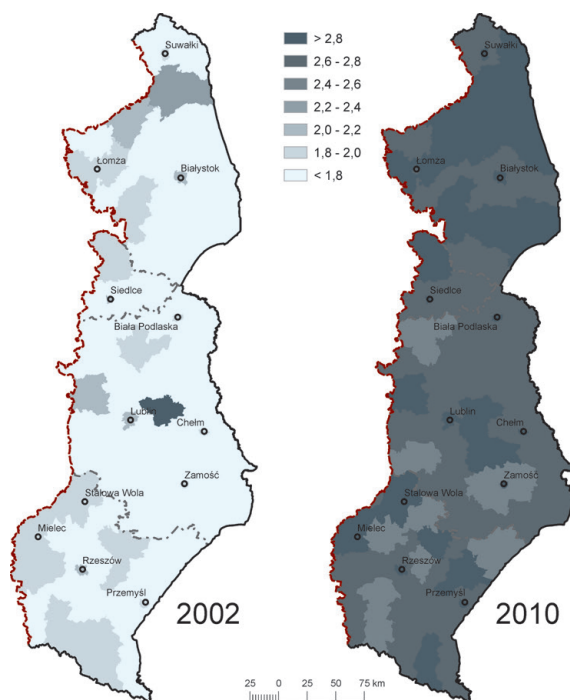 Suwałki
Łomża
Białystok
Siedlce
Biała Podlaska
Lublin
Chełm
Zamość
Stalowa Wola
Mielec
Rzeszów
Przemyśl
2002
> 2,8
2,6 - 2,8
2,4 - 2,6
2,2 - 2,4
2,0 - 2,2
1,8 - 2,0
< 1,8
Suwałki
Łomża
Białystok
Siedlce
Biała Podlaska
Lublin
Chełm
Zamość
Stalowa Wola
Mielec
Rzeszów
Przemyśl
2010
25 0 25 50 75 km